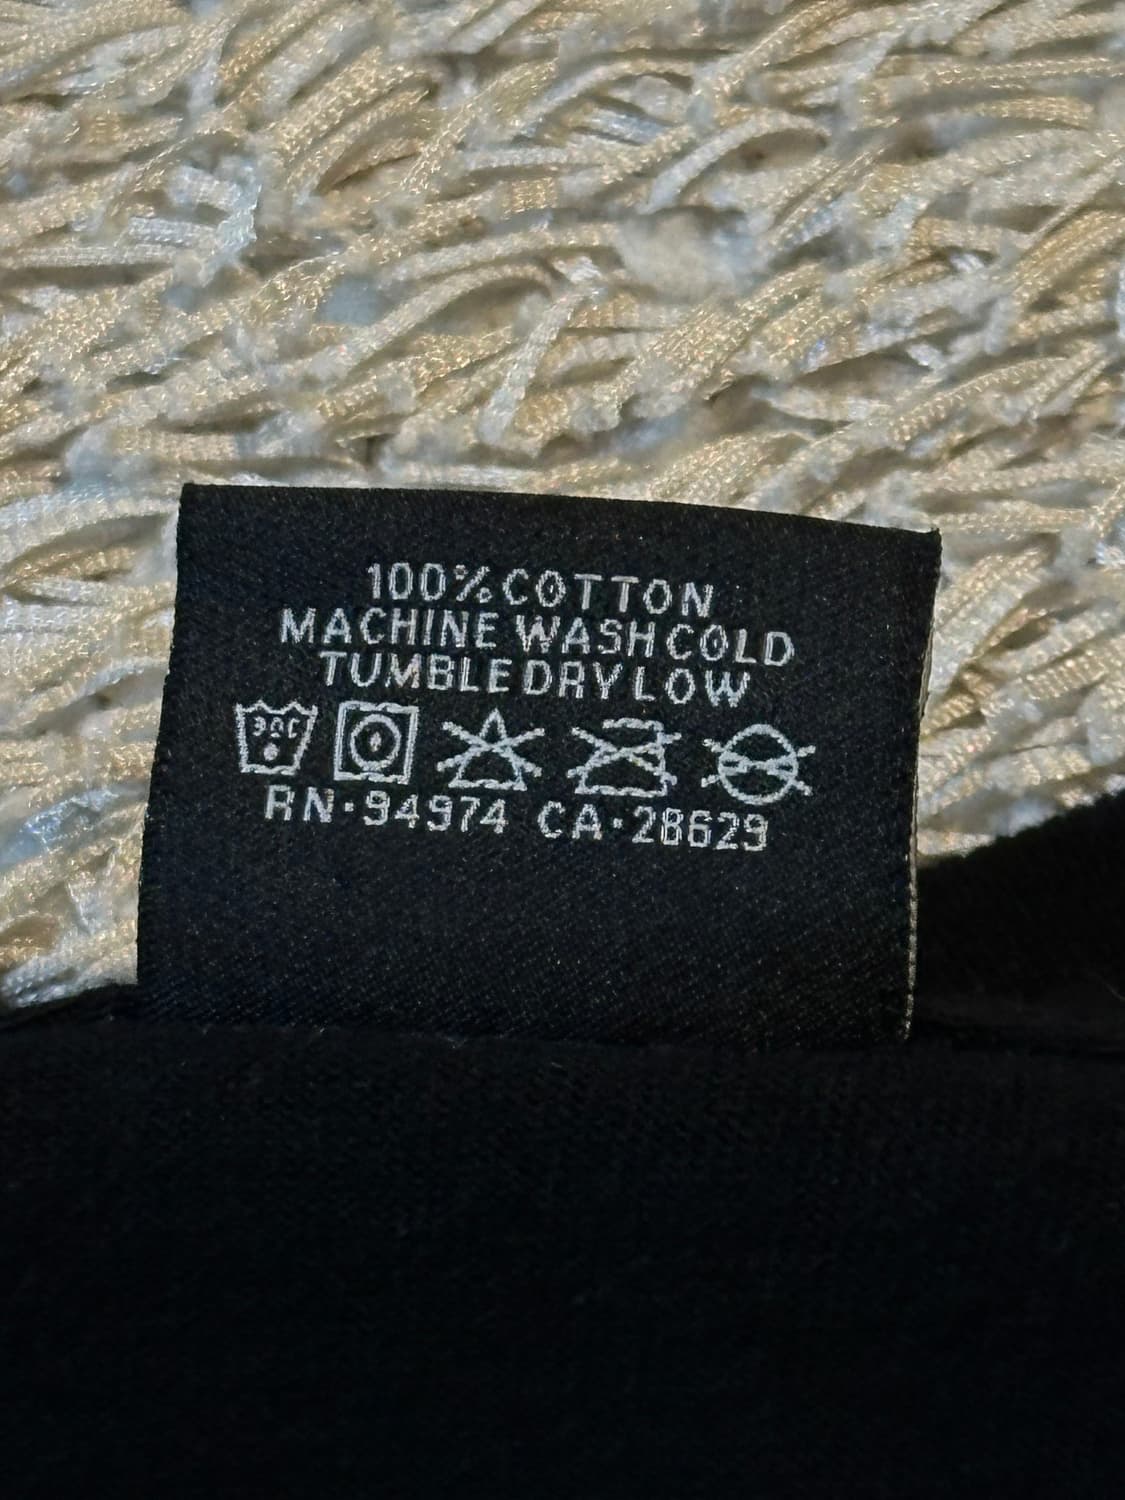 100% COTTON
MACHINE WASH COLD
TUMBLE DRY LOW
30C
RN·94974 CA·28629